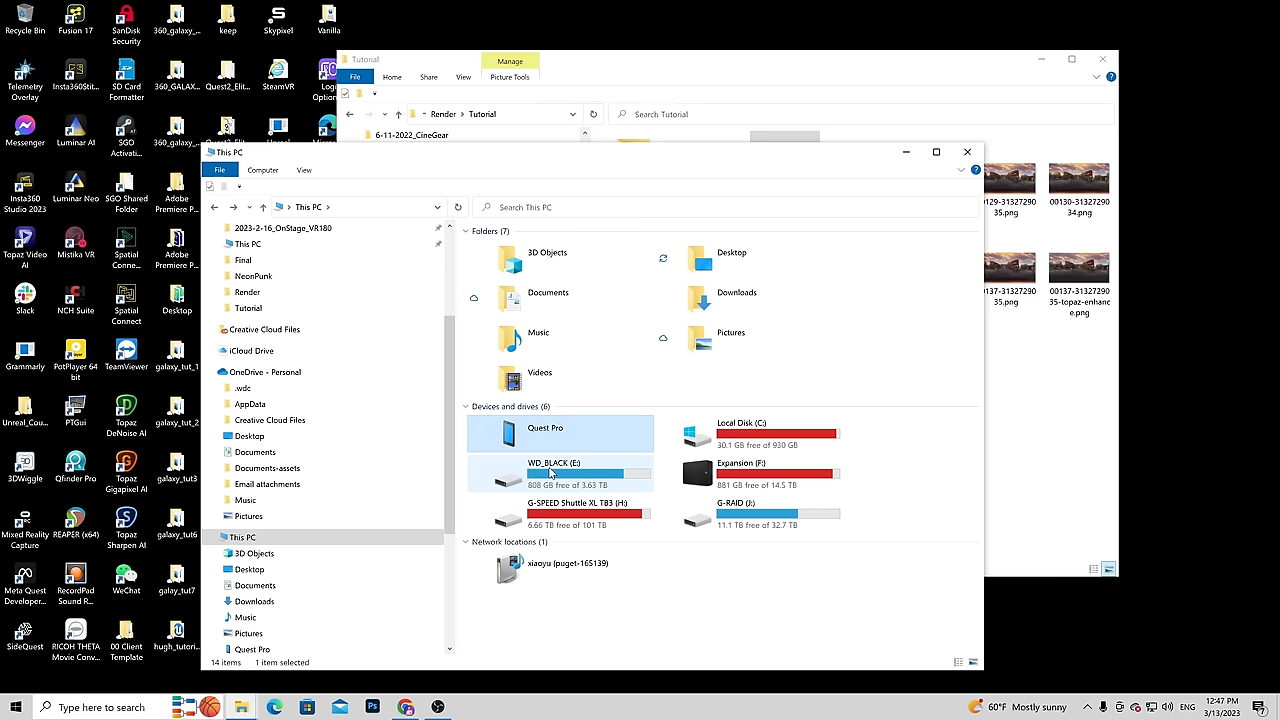 Recycle Bin
Fusion 17
SanDisk Security
360_galaxy_...
keep
Skypixel
Vanilla
Telemetry Overlay
Insta360Stit...
SD Card Formatter
360_GALAX...
Quest2_Elit...
SteamVR
Messenger
Luminar AI
SGO Activati...
360_galaxy_...
Insta360 Studio 2023
Luminar Neo
SGO Shared Folder
Adobe Premiere P...
Topaz Video AI
Mistika VR
Spatial Conne...
Adobe Premiere P...
Slack
NCH Suite
Spatial Connect
Desktop
Grammarly
PotPlayer 64 bit
TeamViewer
galaxy_tut_1
Unreal_Cou...
PTGui
Topaz DeNoise AI
galaxy_tut_2
3DWiggle
Qfinder Pro
Topaz Gigapixel AI
galaxy_tut3
Mixed Reality Capture
REAPER (x64)
Topaz Sharpen AI
galaxy_tut6
Meta Quest Developer...
RecordPad Sound R...
WeChat
galaxy_tut7
SideQuest
RICOH THETA Movie Conv...
00 Client Template
hugh_tutori...
Tutorial
Manage
File
Home
Share
View
Picture Tools
Render > Tutorial
Search Tutorial
6-11-2022_CineGear
00130-31327290
34.png
35.png
00137-31327290
35-topaz-enhanc
e.png
This PC
File
Computer
View
This PC >
Search This PC
2023-2-16_OnStage_VR180
This PC
Final
NeonPunk
Render
Tutorial
Creative Cloud Files
iCloud Drive
OneDrive - Personal
.wdc
AppData
Creative Cloud Files
Desktop
Documents
Documents-assets
Email attachments
Music
Pictures
This PC
3D Objects
Desktop
Documents
Downloads
Music
Pictures
Quest Pro
Folders (7)
3D Objects
Desktop
Documents
Downloads
Music
Pictures
Videos
Devices and drives (6)
Quest Pro
Local Disk (C:)
30.1 GB free of 930 GB
WD_BLACK (E:)
808 GB free of 3.63 TB
Expansion (F:)
881 GB free of 14.5 TB
G-SPEED Shuttle XL TB3 (H:)
6.66 TB free of 101 TB
G-RAID (J:)
11.1 TB free of 32.7 TB
Network locations (1)
xiaoyu (puget-165139)
14 items
1 item selected
Type here to search
60°F Mostly sunny
ENG
12:47 PM
3/13/2023